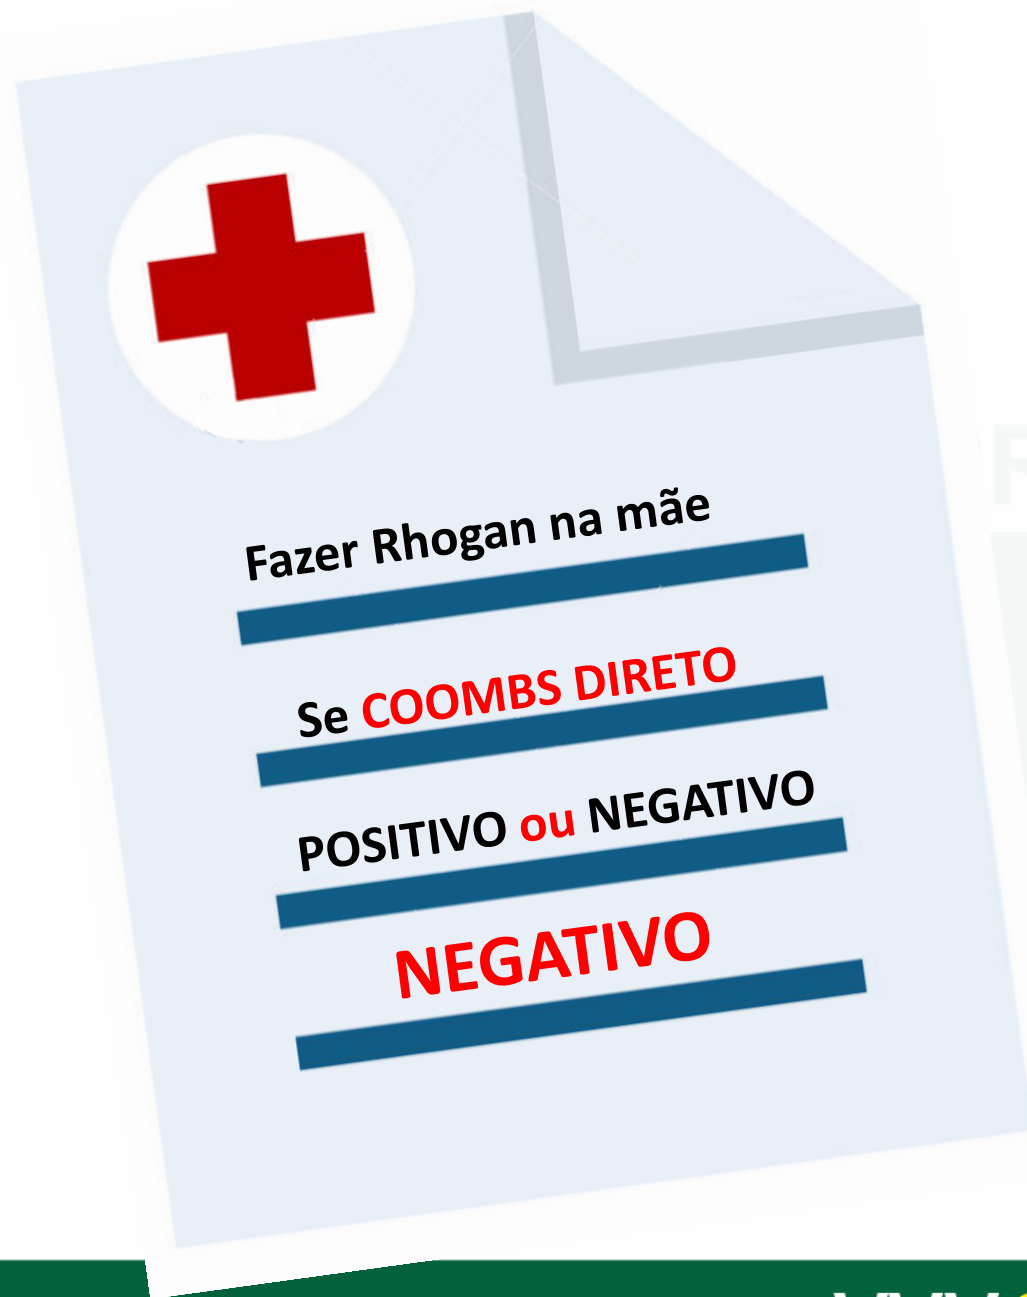 Fazer Rhogan na mãe
Se COOMBS DIRETO
POSITIVO ou NEGATIVO
NEGATIVO